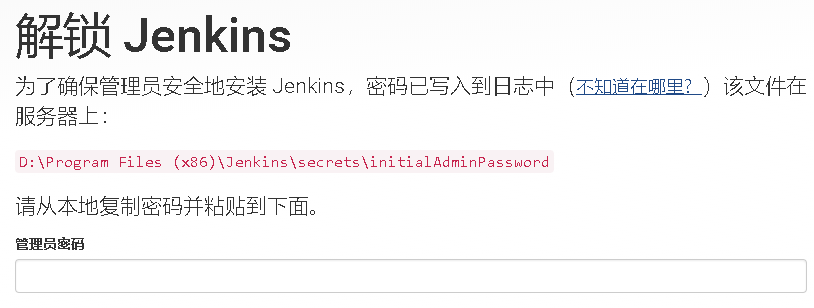 解锁 Jenkins
为了确保管理员安全地安装 Jenkins，密码已写入到日志中（不知道在哪里？）该文件在
服务器上：
D:\Program Files (x86)\Jenkins\secrets\initialAdminPassword
请从本地复制密码并粘贴到下面。
管理员密码